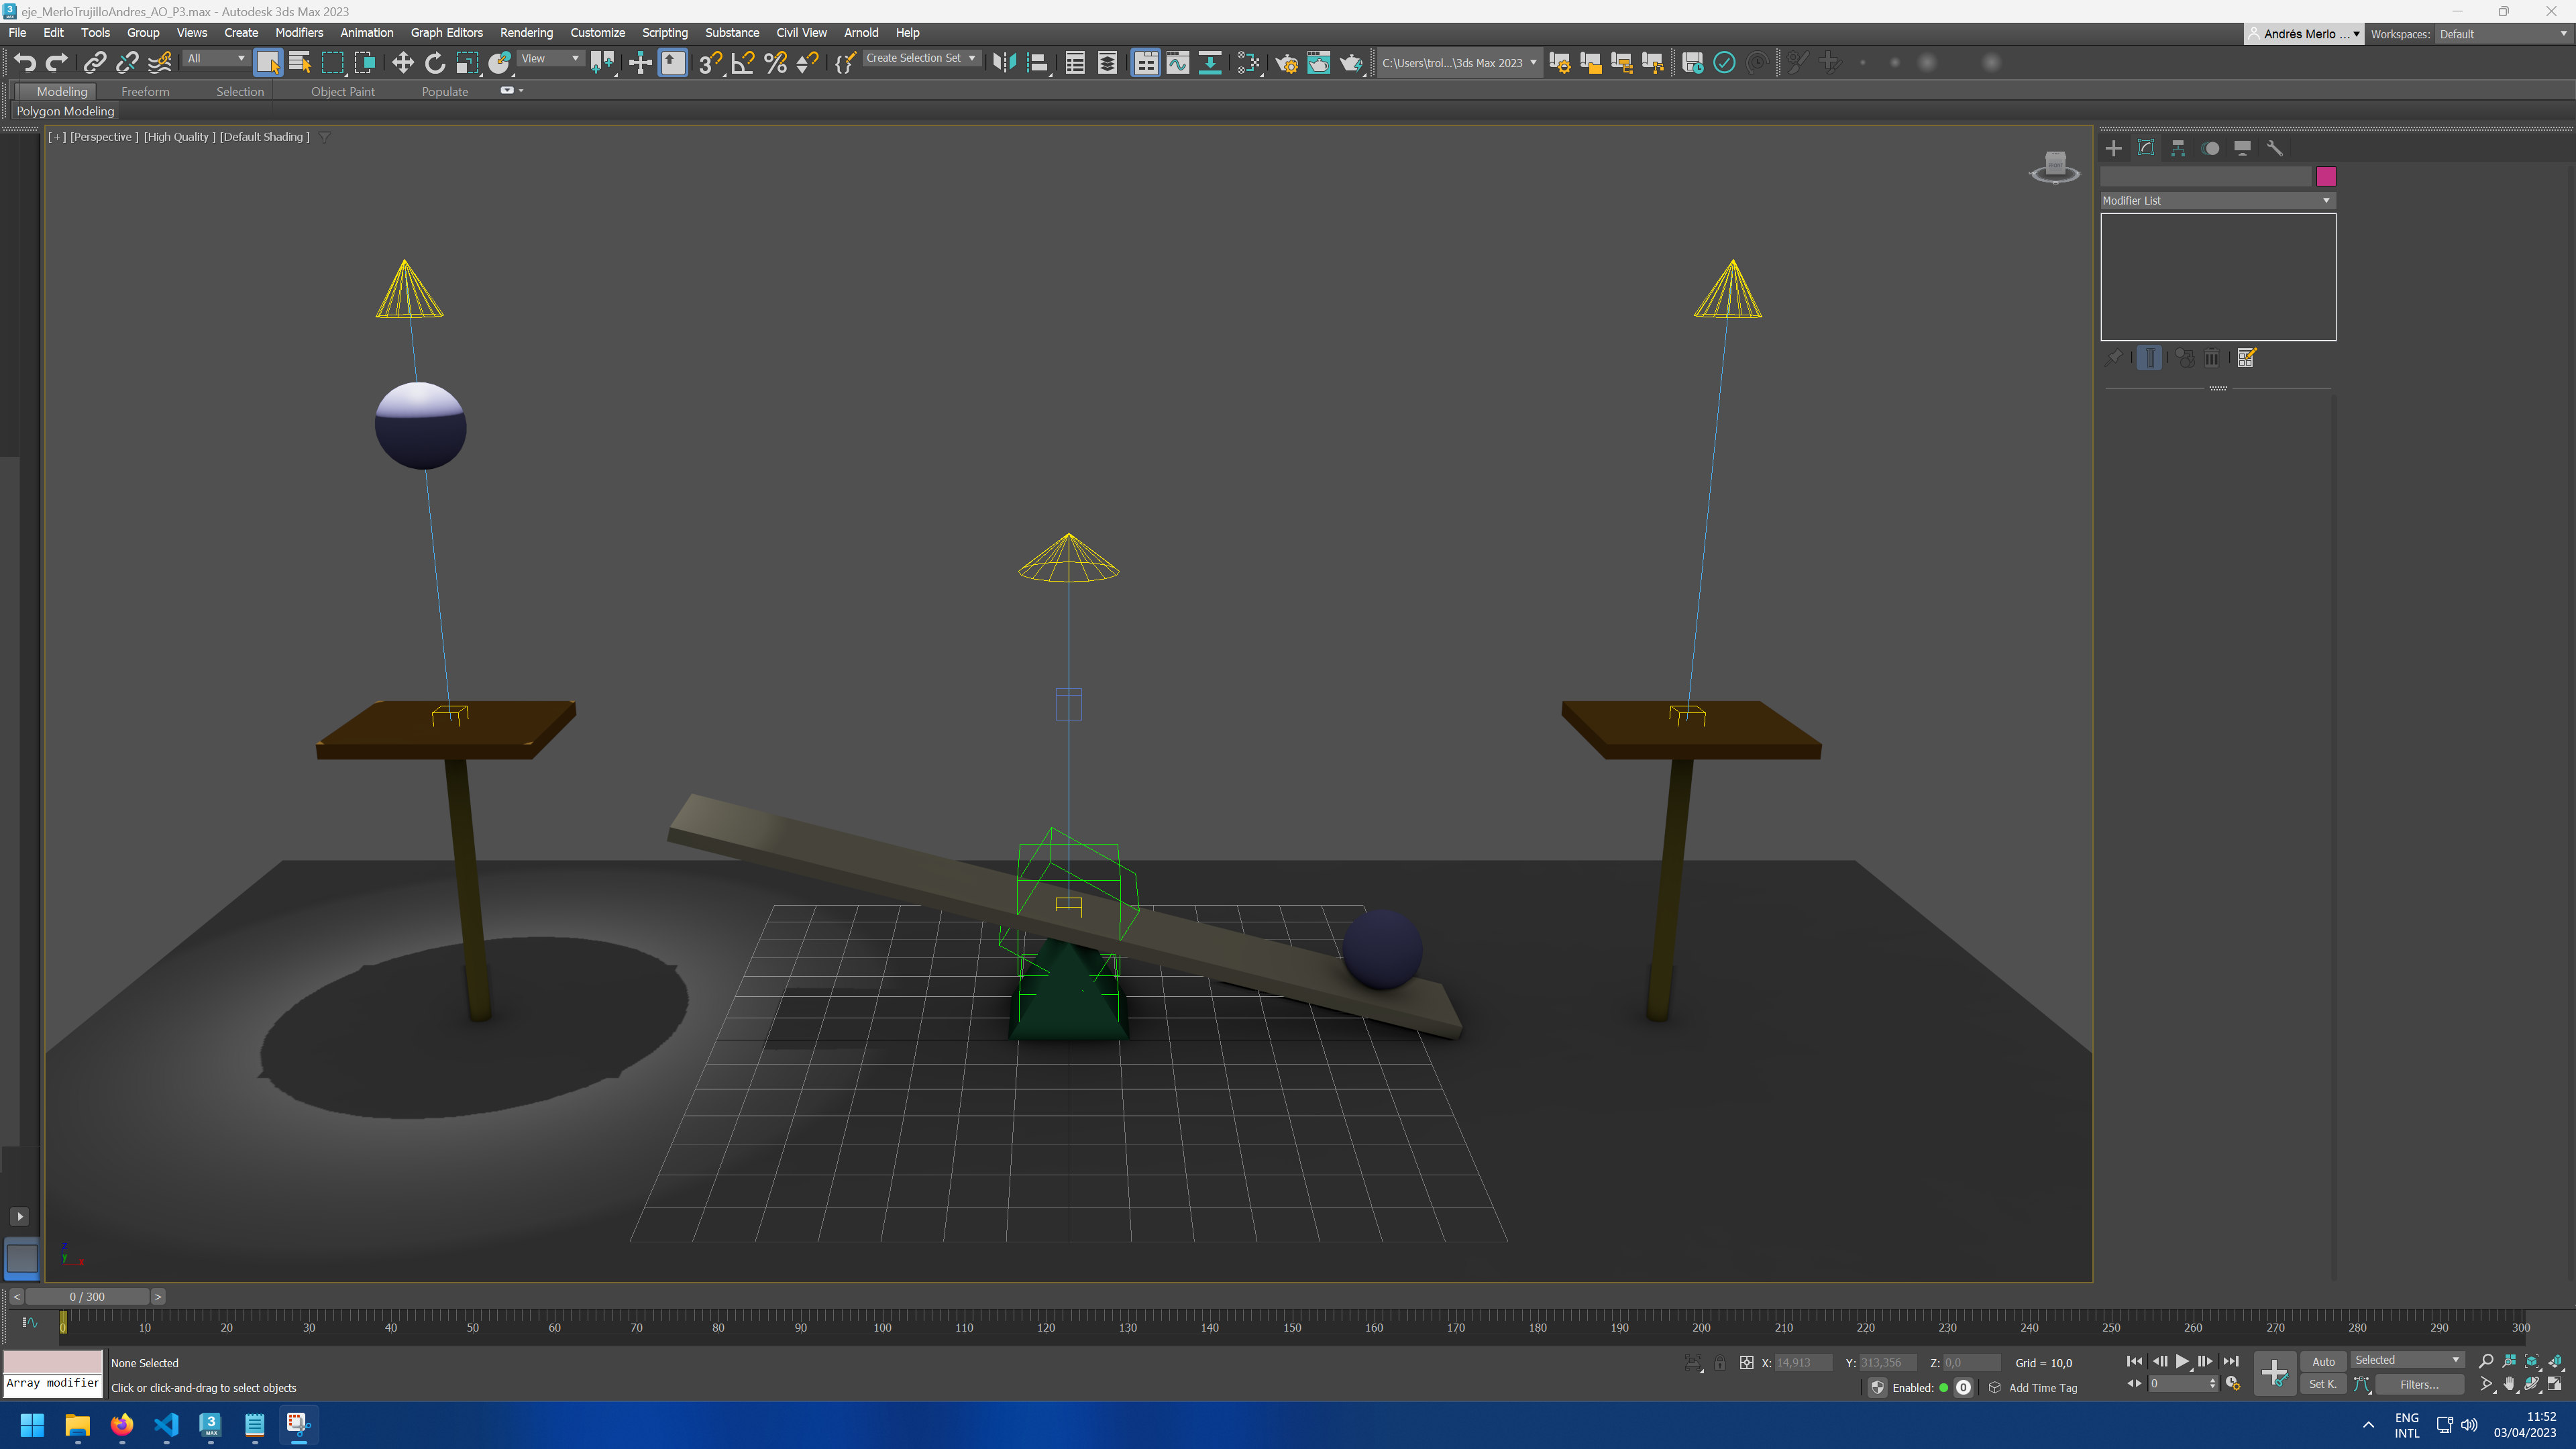 eje_MerloTrujilloAndres_AO_P3.max - Autodesk 3ds Max 2023
File Edit Tools Group Views Create Modifiers Animation Graph Editors Rendering Customize Scripting Substance Civil View Arnold Help
Andrés Merlo ... Workspaces: Default
All View Create Selection Set C:\Users\trol...\3ds Max 2023
Modeling Freeform Selection Object Paint Populate
Polygon Modeling
[+] [Perspective ] [High Quality ] [Default Shading ]
FRONT
Modifier List
z
y
x
< 0 / 300 >
0 10 20 30 40 50 60 70 80 90 100 110 120 130 140 150 160 170 180 190 200 210 220 230 240 250 260 270 280 290 300
None Selected
X: 14,913 Y: 313,356 Z: 0,0 Grid = 10,0
Auto Selected
Array modifier
Click or click-and-drag to select objects
Enabled: 0 Add Time Tag
0
Set K. Filters...
ENG
INTL
11:52
03/04/2023